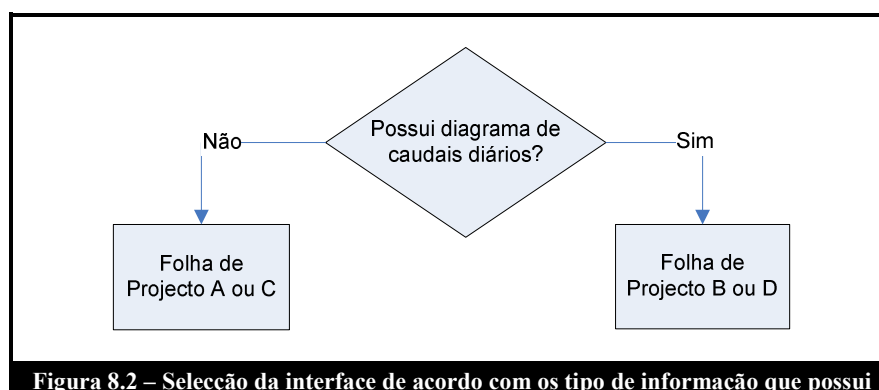 Possui diagrama de
caudais diários?
Não
Sim
Folha de
Projecto A ou C
Folha de
Projecto B ou D
Figura 8.2 – Selecção da interface de acordo com os tipo de informação que possui